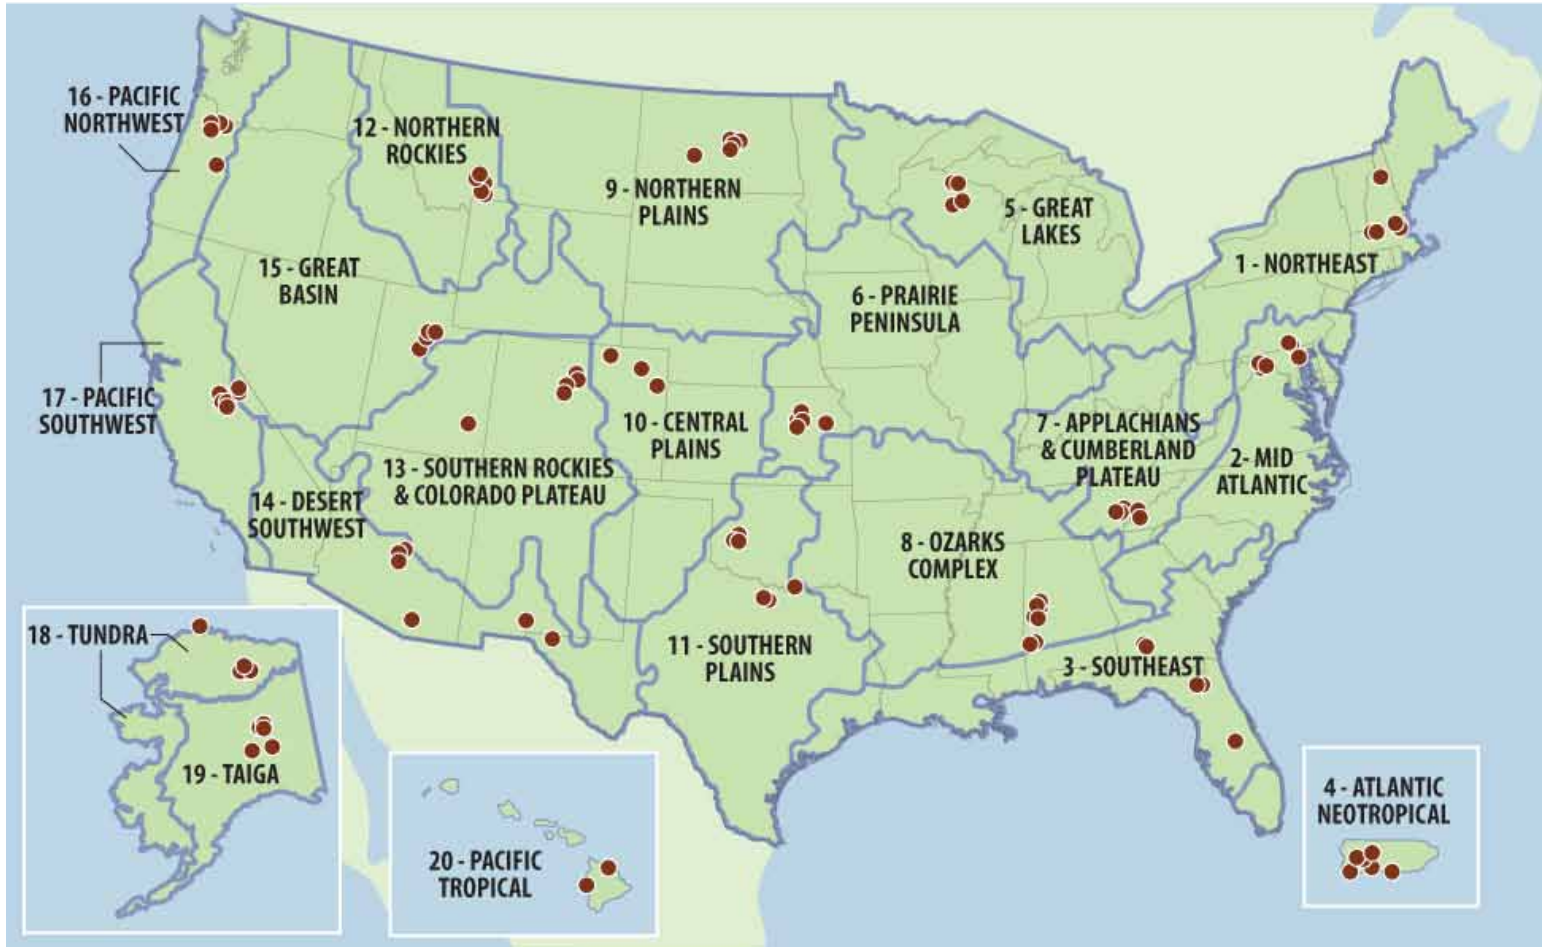 16 - PACIFIC
NORTHWEST
12 - NORTHERN
ROCKIES
9 - NORTHERN
PLAINS
5 - GREAT
LAKES
1 - NORTHEAST
15 - GREAT
BASIN
6 - PRAIRIE
PENINSULA
17 - PACIFIC
SOUTHWEST
10 - CENTRAL
PLAINS
7 - APPLACHIANS
& CUMBERLAND
PLATEAU
2- MID
ATLANTIC
13 - SOUTHERN ROCKIES
& COLORADO PLATEAU
14 - DESERT
SOUTHWEST
8 - OZARKS
COMPLEX
11 - SOUTHERN
PLAINS
3 - SOUTHEAST
18 - TUNDRA
19 - TAIGA
20 - PACIFIC
TROPICAL
4 - ATLANTIC
NEOTROPICAL